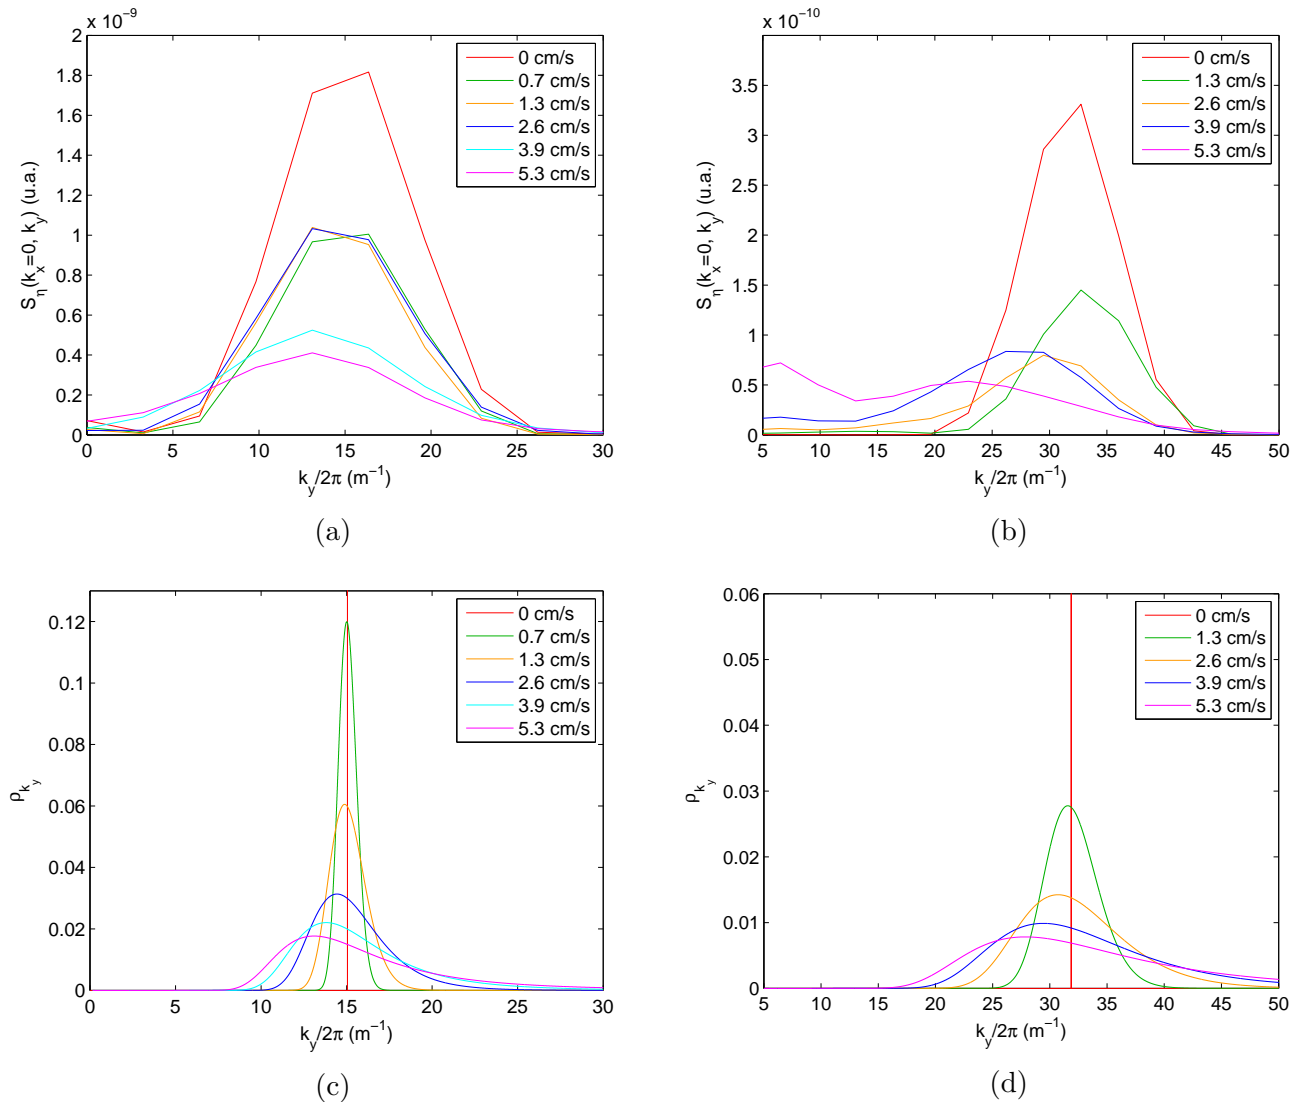 x 10⁻⁹
2
1.8
1.6
1.4
1.2
1
0.8
0.6
0.4
0.2
0
0 5 10 15 20 25 30
S_η(k_x=0, k_y) (u.a.)
k_y/2π (m⁻¹)
0 cm/s
0.7 cm/s
1.3 cm/s
2.6 cm/s
3.9 cm/s
5.3 cm/s
(a)
x 10⁻¹⁰
3.5
3
2.5
2
1.5
1
0.5
0
5 10 15 20 25 30 35 40 45 50
S_η(k_x=0, k_y) (u.a.)
k_y/2π (m⁻¹)
0 cm/s
1.3 cm/s
2.6 cm/s
3.9 cm/s
5.3 cm/s
(b)
0.12
0.1
0.08
0.06
0.04
0.02
0
0 5 10 15 20 25 30
ρ_k_y
k_y/2π (m⁻¹)
0 cm/s
0.7 cm/s
1.3 cm/s
2.6 cm/s
3.9 cm/s
5.3 cm/s
(c)
0.06
0.05
0.04
0.03
0.02
0.01
0
5 10 15 20 25 30 35 40 45 50
ρ_k_y
k_y/2π (m⁻¹)
0 cm/s
1.3 cm/s
2.6 cm/s
3.9 cm/s
5.3 cm/s
(d)